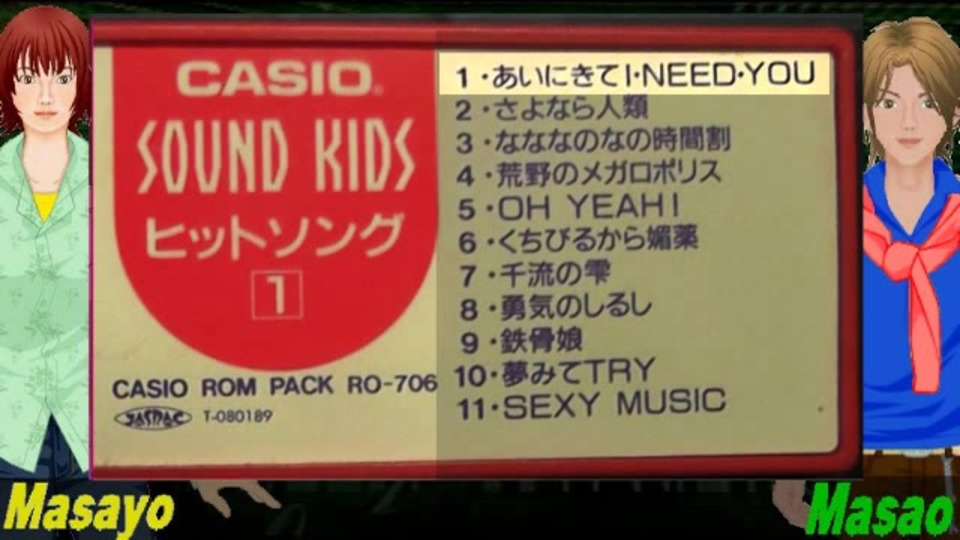 CASIO
SOUND KIDS
ヒットソング
1
CASIO ROM PACK RO-706
JASRAC T-080189
1・あいにきてI・NEED・YOU
2・さよなら人類
3・なななのなの時間割
4・荒野のメガロポリス
5・OH YEAH!
6・くちびるから媚薬
7・千流の雫
8・勇気のしるし
9・鉄骨娘
10・夢みてTRY
11・SEXY MUSIC
Masayo
Masao